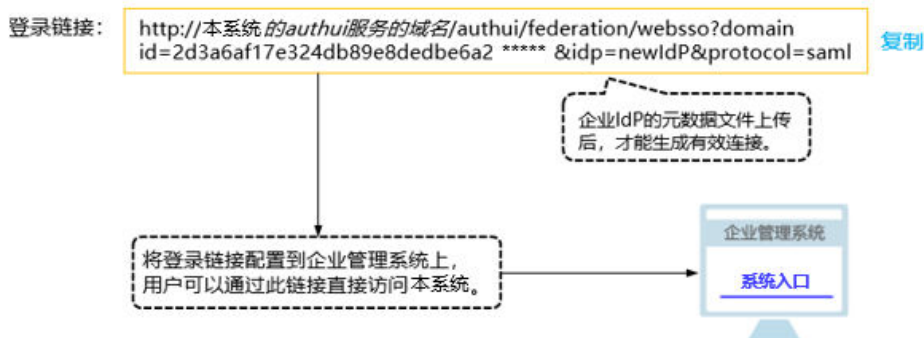 登录链接：
http://本系统的authui服务的域名/authui/federation/websso?domain
id=2d3a6af17e324db89e8dedbe6a2 ***** &idp=newIdP&protocol=saml
复制
企业IdP的元数据文件上传
后，才能生成有效连接。
将登录链接配置到企业管理系统上，
用户可以通过此链接直接访问本系统。
企业管理系统
系统入口